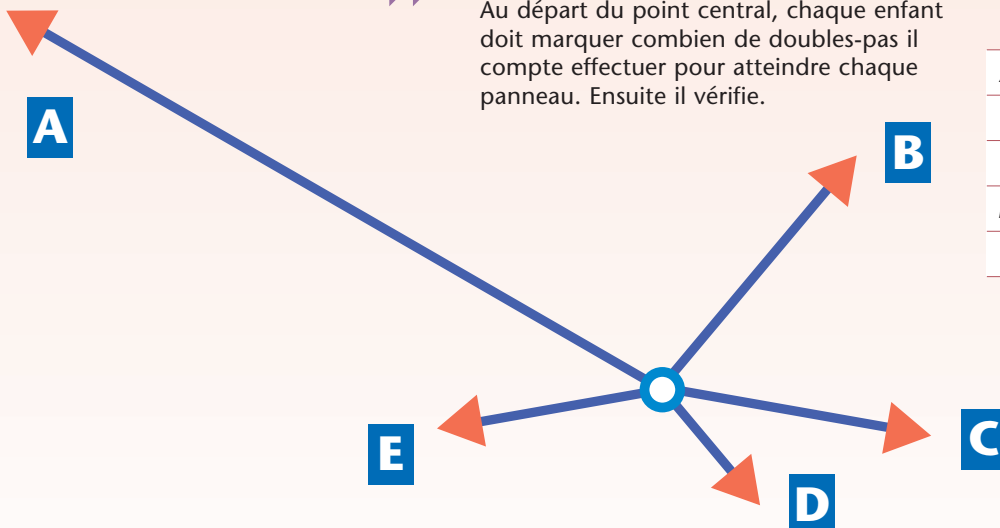 Au départ du point central, chaque enfant
doit marquer combien de doubles-pas il
compte effectuer pour atteindre chaque
panneau. Ensuite il vérifie.
A
B
E
C
D